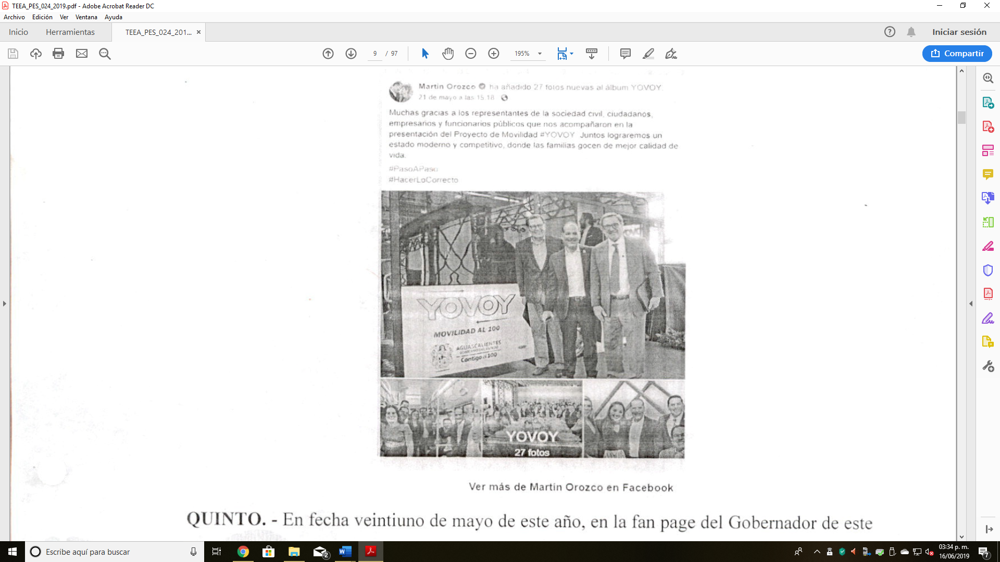 TEEA_PES_024_2019.pdf - Adobe Acrobat Reader DC
Archivo Edición Ver Ventana Ayuda
Inicio Herramientas TEEA_PES_024_201... ×
Iniciar sesión
9 / 97 195%
Compartir
Martín Orozco ha añadido 27 fotos nuevas al álbum YOVOY.
21 de mayo a las 15:18
Muchas gracias a los representantes de la sociedad civil, ciudadanos,
empresarios y funcionarios públicos que nos acompañaron en la
presentación del Proyecto de Movilidad #YOVOY Juntos lograremos un
estado moderno y competitivo, donde las familias gocen de mejor calidad de
vida.
#PasoAPaso
#HacerLoCorrecto
YOVOY
MOVILIDAD AL 100
AGUASCALIENTES
Contigo al 100
YOVOY
27 fotos
Ver más de Martín Orozco en Facebook
QUINTO. - En fecha veintiuno de mayo de este año, en la fan page del Gobernador de este
Escribe aquí para buscar
2
03:34 p. m.
16/06/2019
7